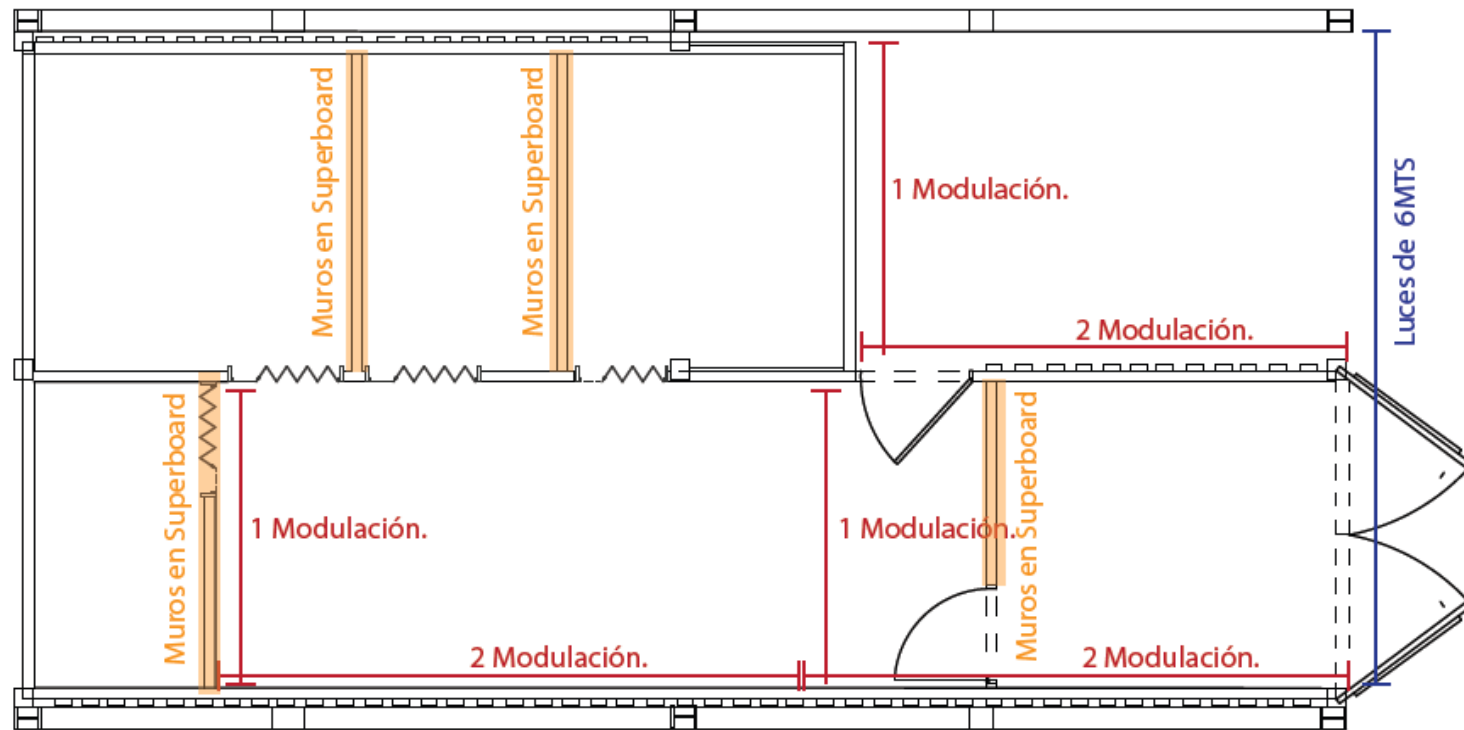 Muros en Superboard
Muros en Superboard
1 Modulación.
Luces de 6MTS
2 Modulación.
Muros en Superboard
1 Modulación.
1 Modulación.
Muros en Superboard
2 Modulación.
2 Modulación.